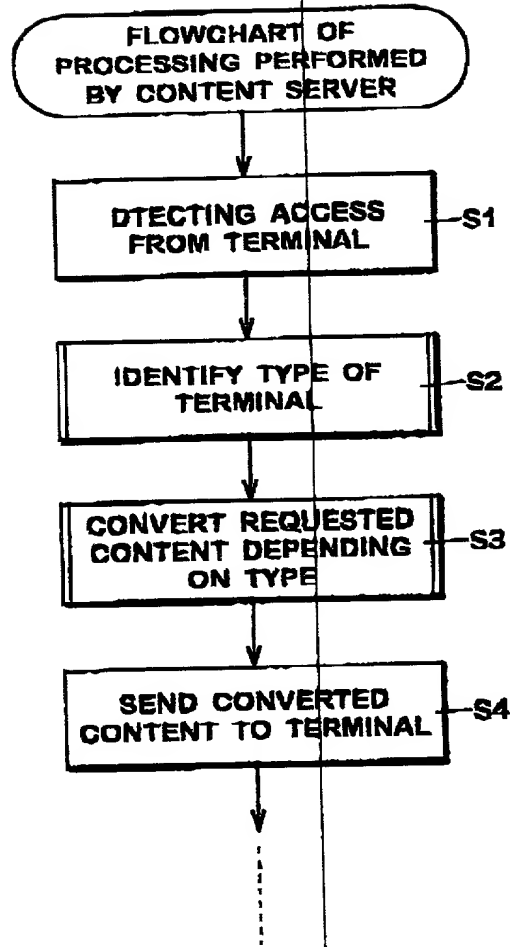 FLOWCHART OF
PROCESSING PERFORMED
BY CONTENT SERVER
DTECTING ACCESS
FROM TERMINAL
S1
IDENTIFY TYPE OF
TERMINAL
S2
CONVERT REQUESTED
CONTENT DEPENDING
ON TYPE
S3
SEND CONVERTED
CONTENT TO TERMINAL
S4